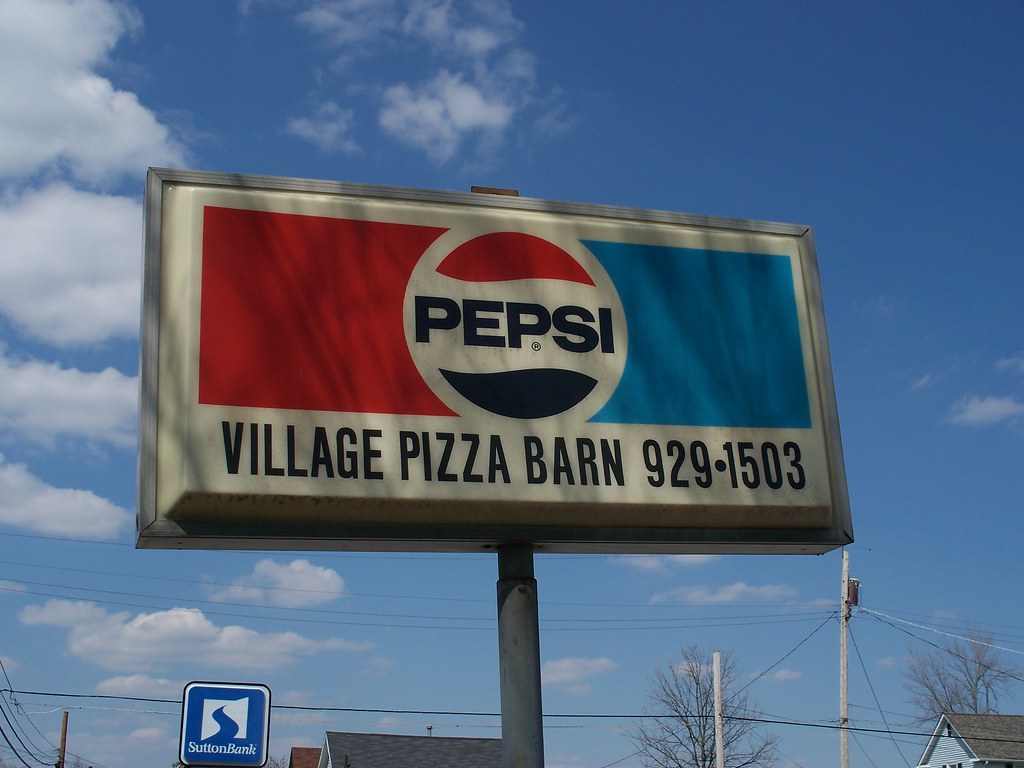 PEPSI
®
VILLAGE PIZZA BARN 929•1503
SuttonBank